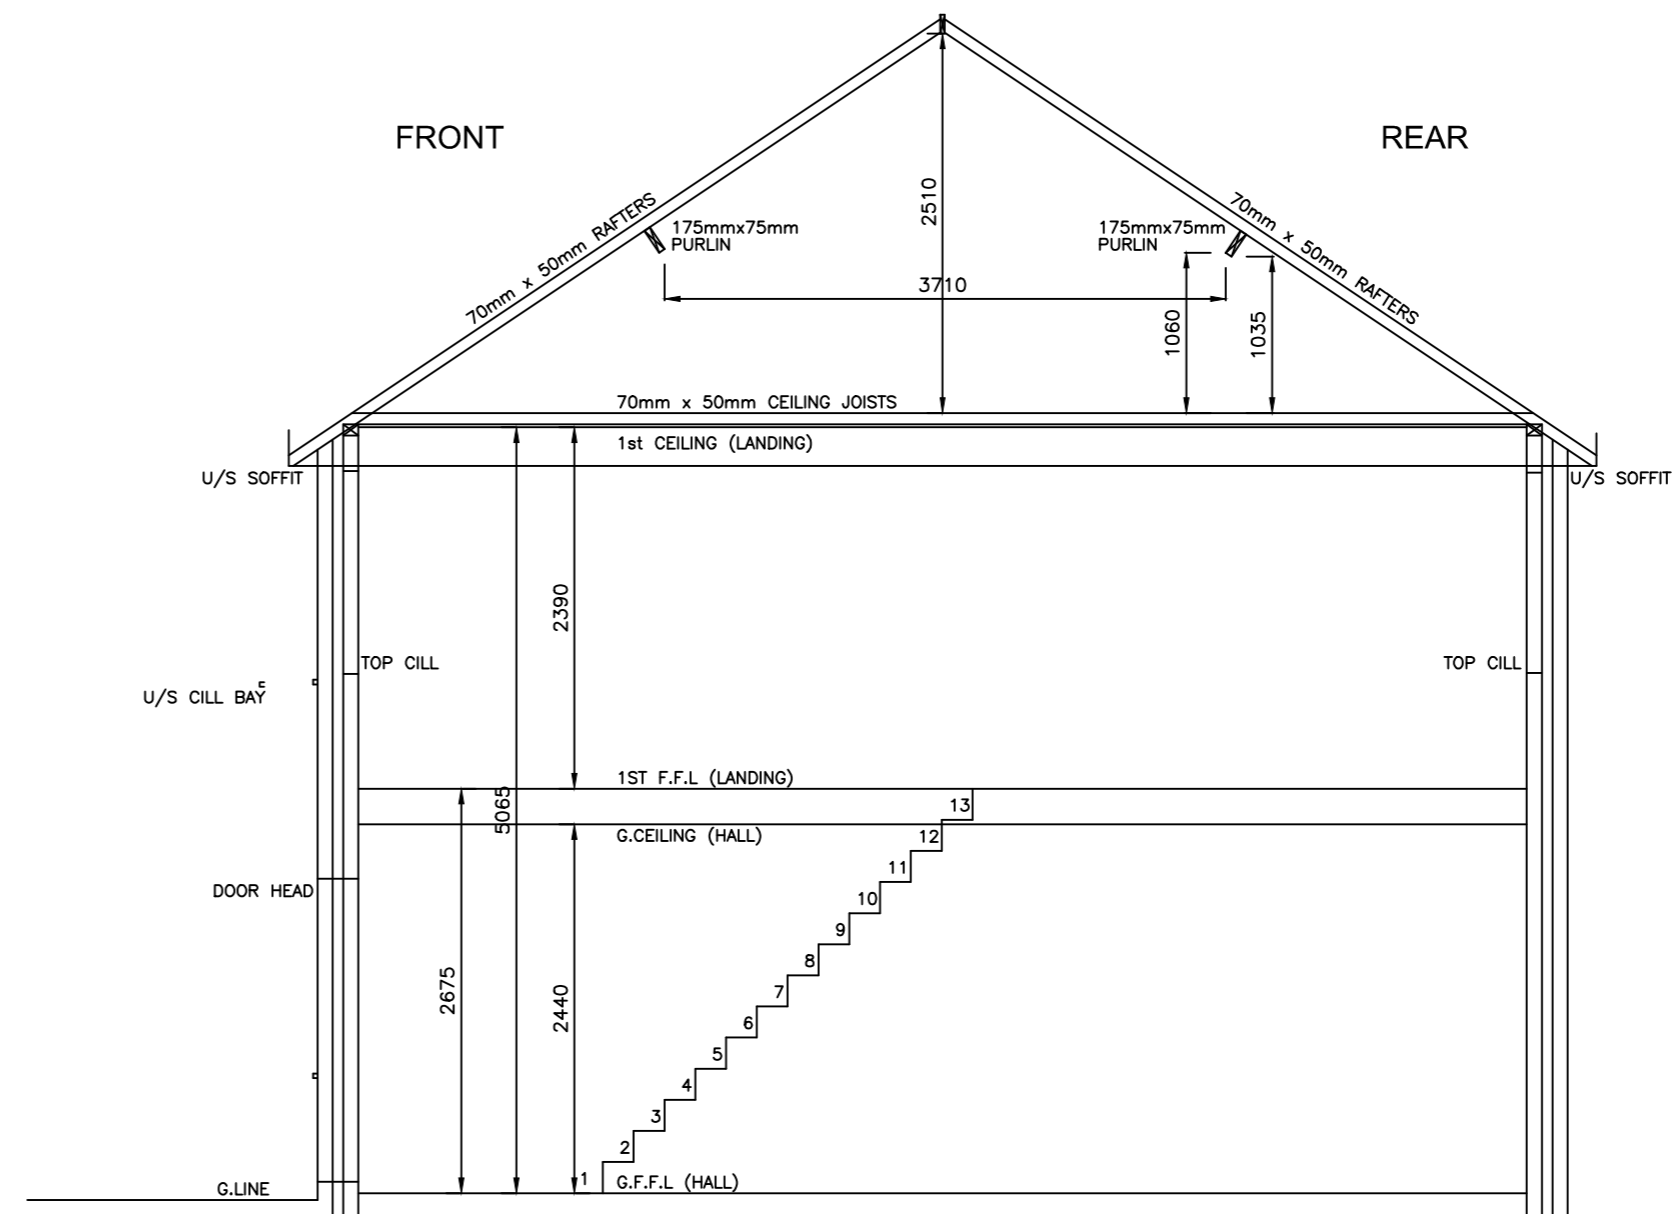 FRONT
REAR
2510
70mm x 50mm RAFTERS
175mmx75mm
PURLIN
175mmx75mm
PURLIN
70mm x 50mm RAFTERS
3710
1060
1035
70mm x 50mm CEILING JOISTS
1st CEILING (LANDING)
U/S SOFFIT
U/S SOFFIT
2390
TOP CILL
TOP CILL
U/S CILL BAY
1ST F.F.L (LANDING)
5065
13
G.CEILING (HALL)
12
11
DOOR HEAD
10
9
8
2675
2440
7
6
5
4
3
2
1
G.F.F.L (HALL)
G.LINE